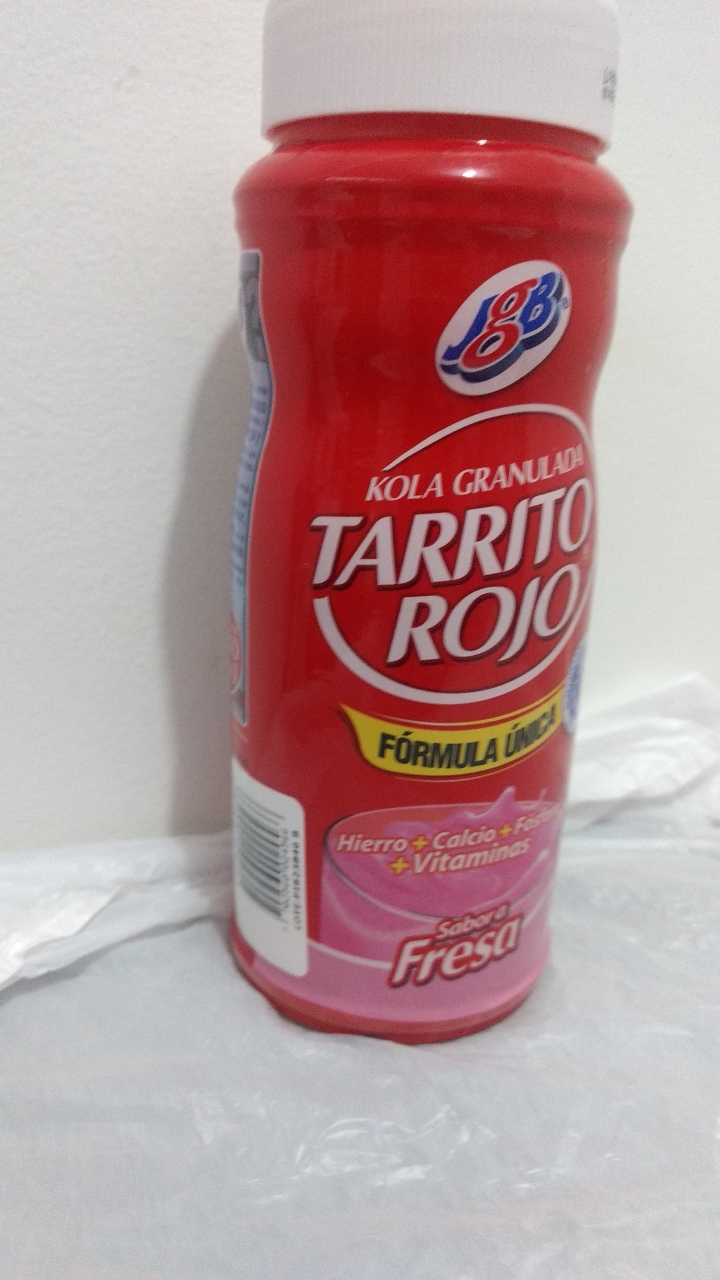 JgB
KOLA GRANULADA
TARRITO
ROJO
FÓRMULA ÚNICA
Hierro + Calcio + Fósforo
+Vitaminas
Sabor a
Fresa